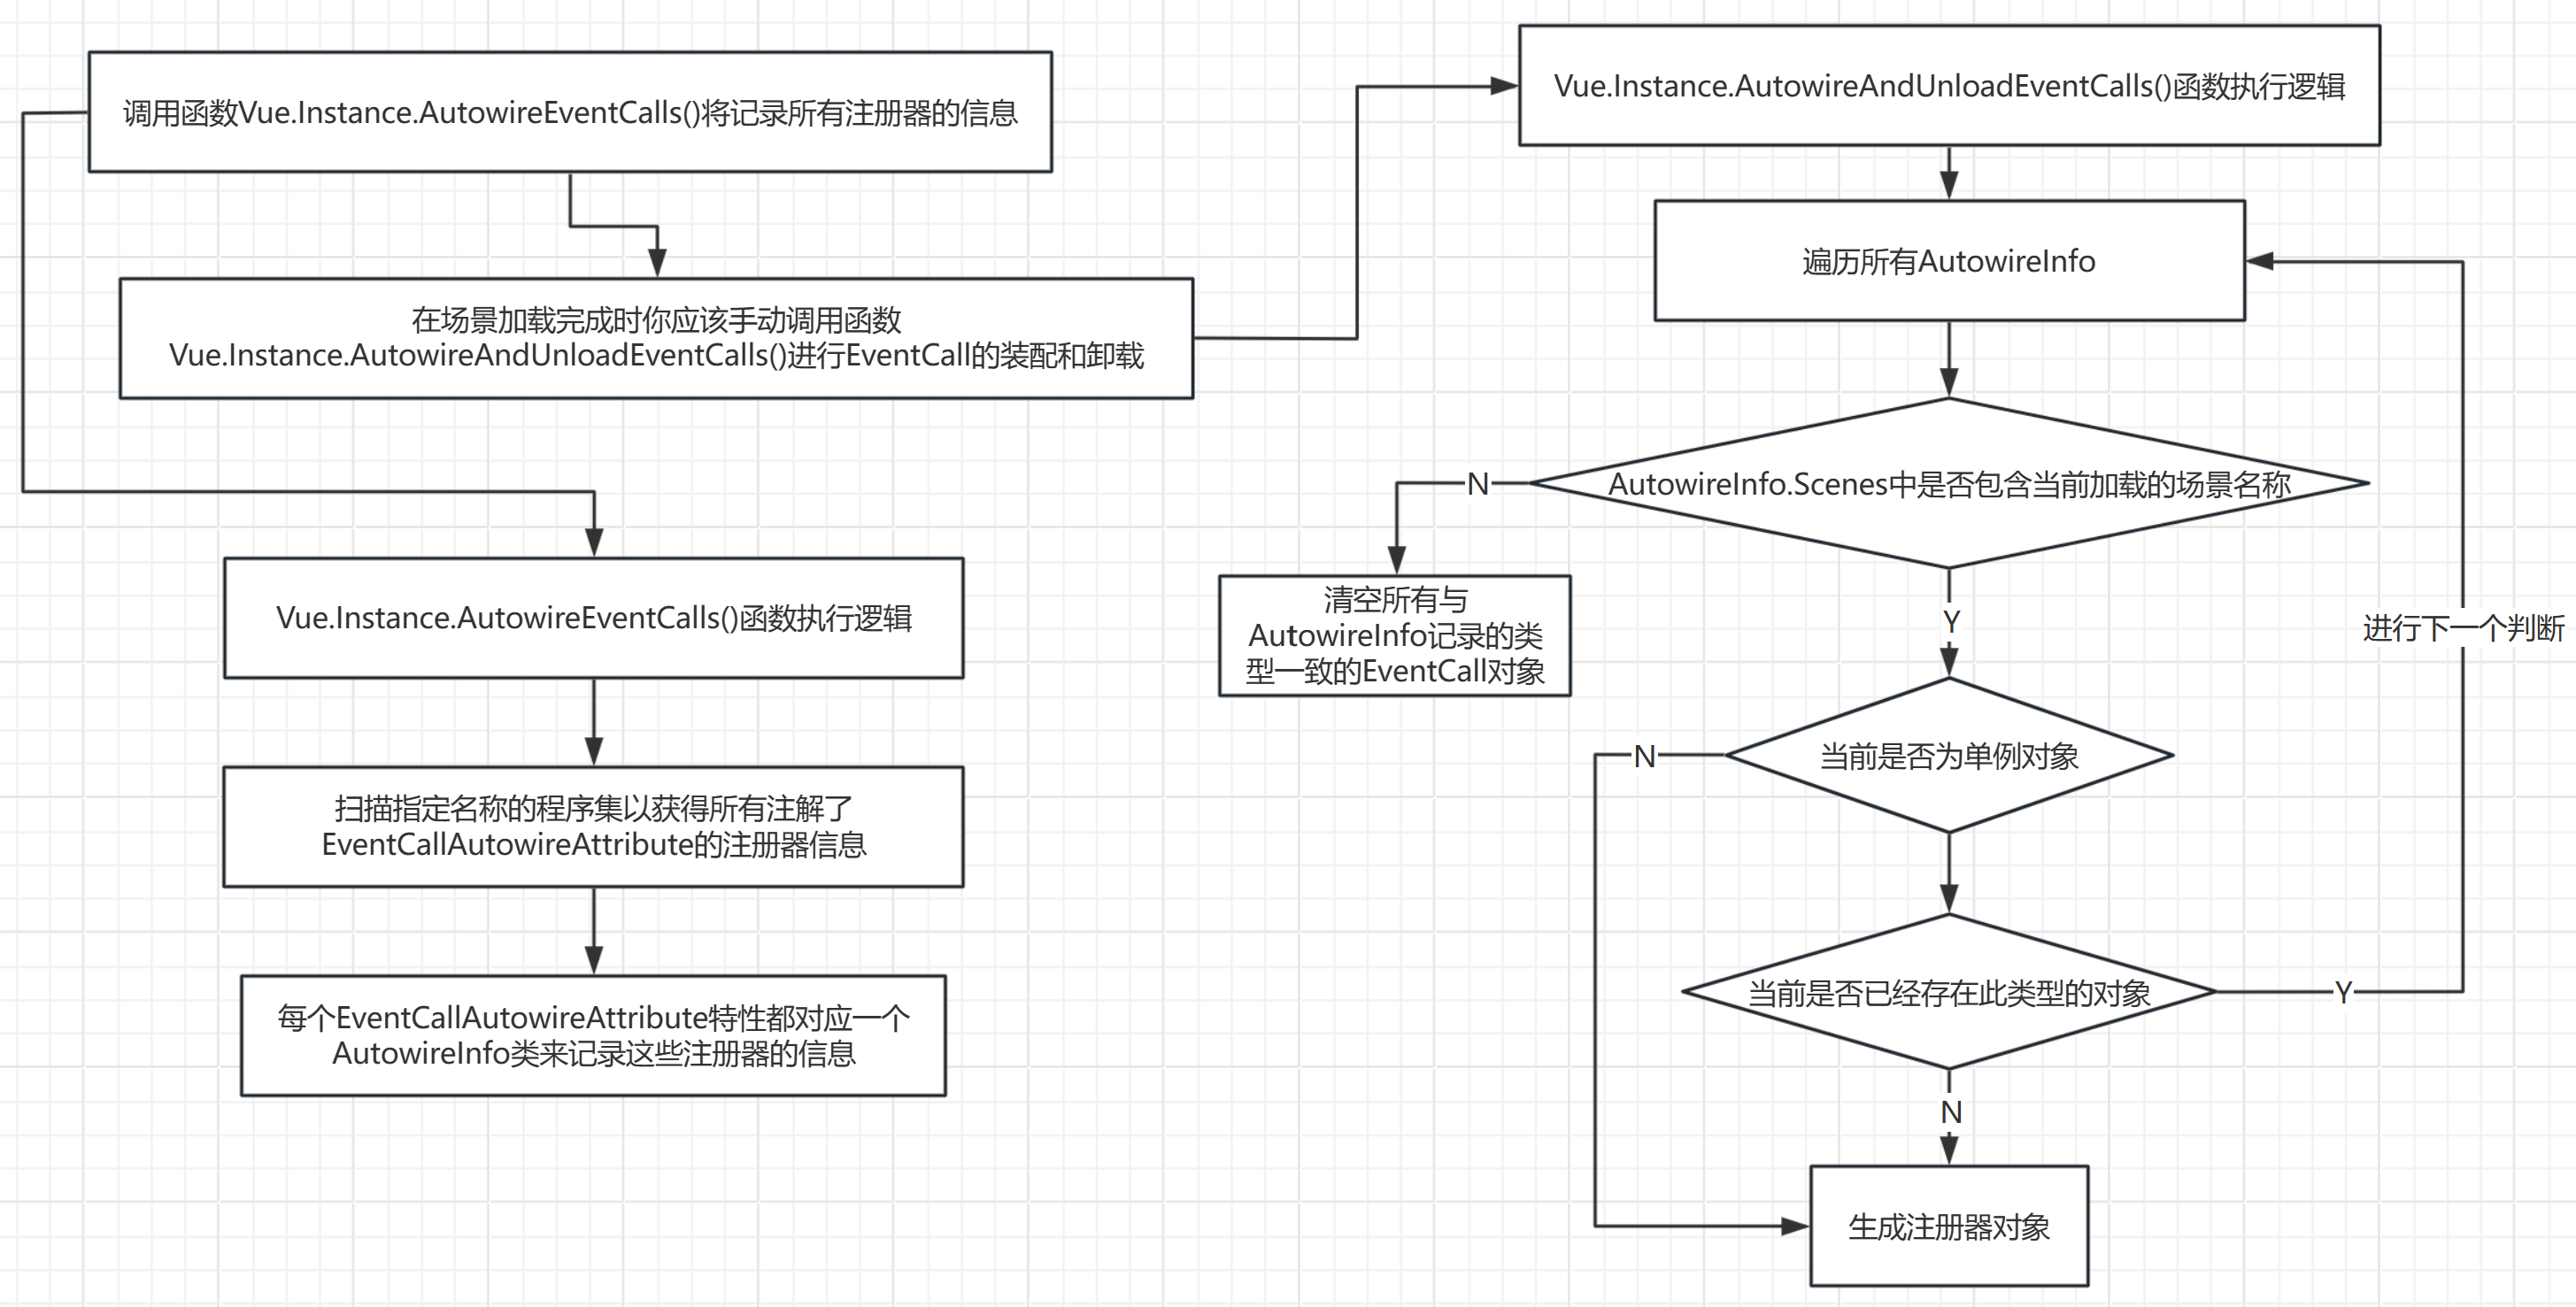 调用函数Vue.Instance.AutowireEventCalls()将记录所有注册器的信息
在场景加载完成时你应该手动调用函数
Vue.Instance.AutowireAndUnloadEventCalls()进行EventCall的装配和卸载
Vue.Instance.AutowireEventCalls()函数执行逻辑
扫描指定名称的程序集以获得所有注解了
EventCallAutowireAttribute的注册器信息
每个EventCallAutowireAttribute特性都对应一个
AutowireInfo类来记录这些注册器的信息
Vue.Instance.AutowireAndUnloadEventCalls()函数执行逻辑
遍历所有AutowireInfo
AutowireInfo.Scenes中是否包含当前加载的场景名称
N
清空所有与
AutowireInfo记录的类
型一致的EventCall对象
Y
进行下一个判断
当前是否为单例对象
N
当前是否已经存在此类型的对象
Y
N
生成注册器对象